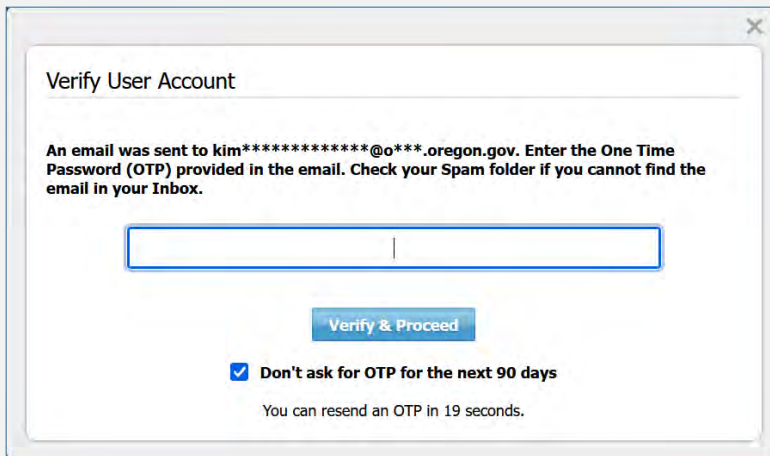 Verify User Account
An email was sent to kim*************@o***.oregon.gov. Enter the One Time
Password (OTP) provided in the email. Check your Spam folder if you cannot find the
email in your Inbox.
Verify & Proceed
Don't ask for OTP for the next 90 days
You can resend an OTP in 19 seconds.